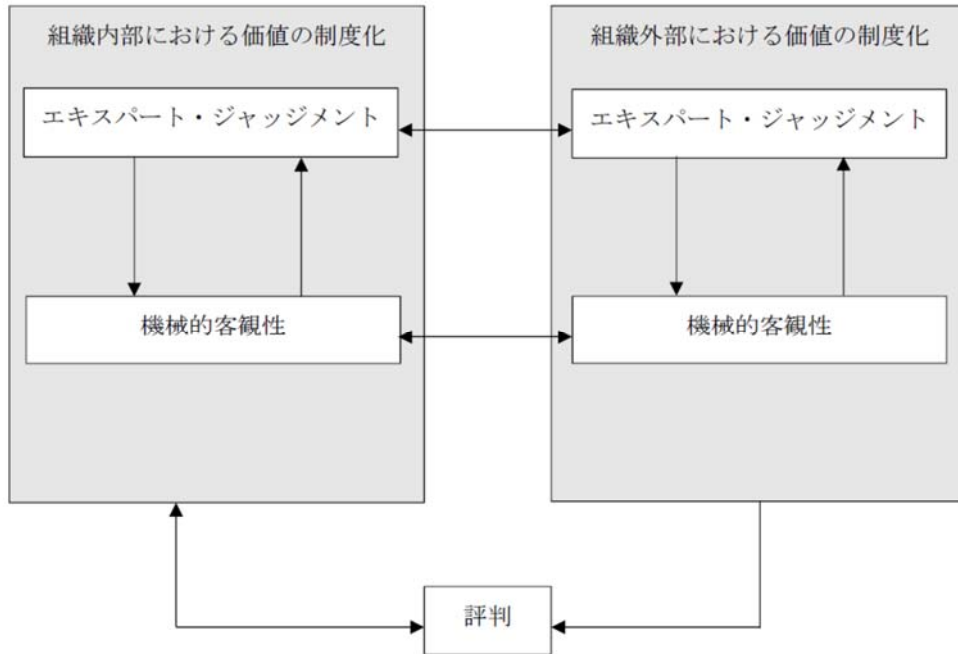 組織内部における価値の制度化
組織外部における価値の制度化
エキスパート・ジャッジメント
エキスパート・ジャッジメント
機械的客観性
機械的客観性
評判